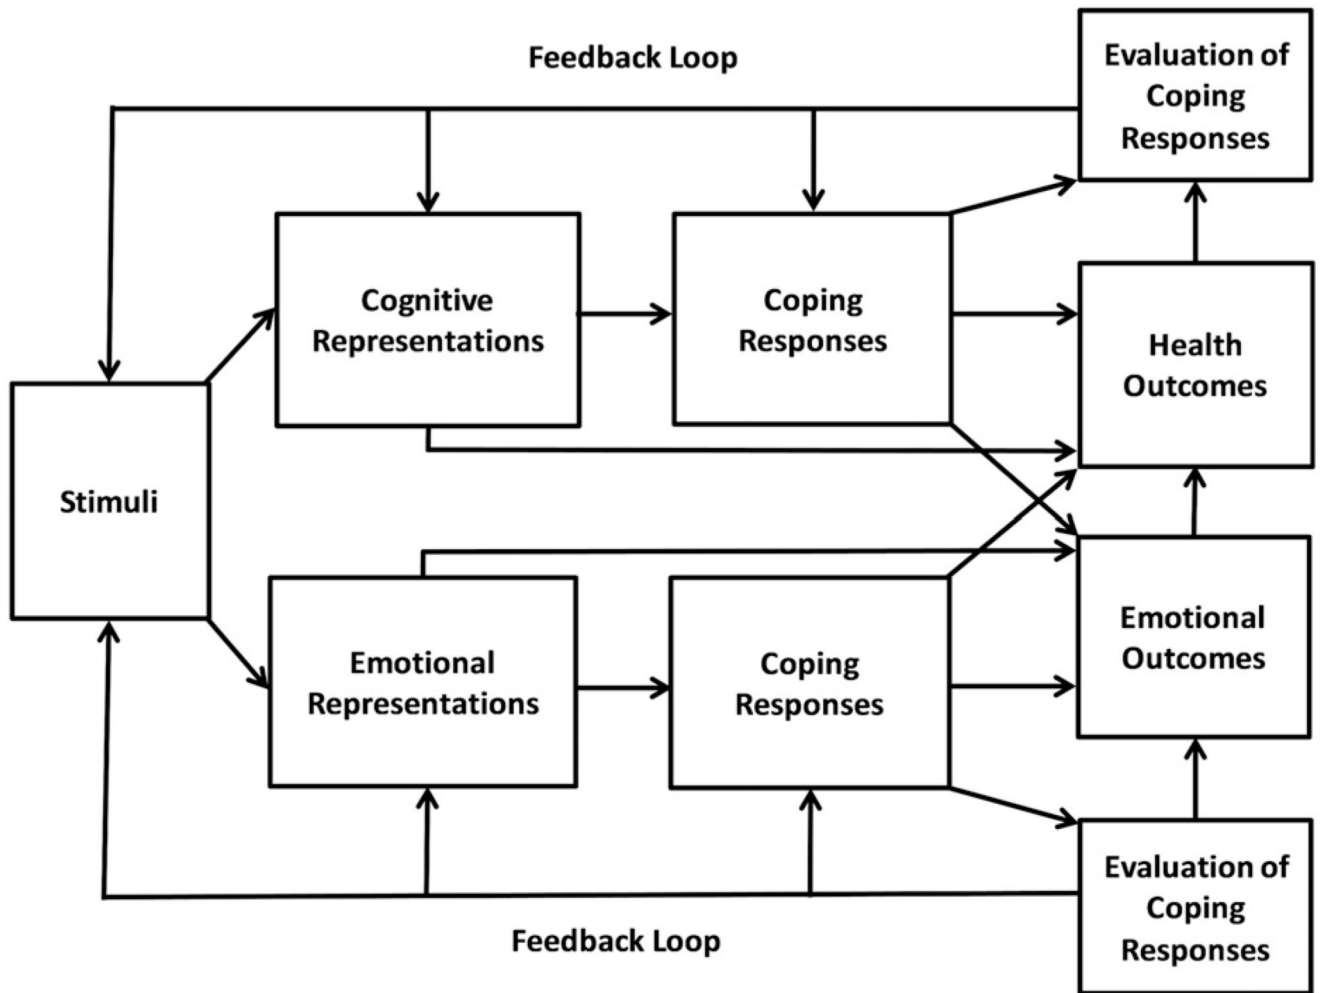 Feedback Loop
Evaluation of
Coping
Responses
Cognitive
Representations
Coping
Responses
Health
Outcomes
Stimuli
Emotional
Representations
Coping
Responses
Emotional
Outcomes
Evaluation of
Coping
Responses
Feedback Loop